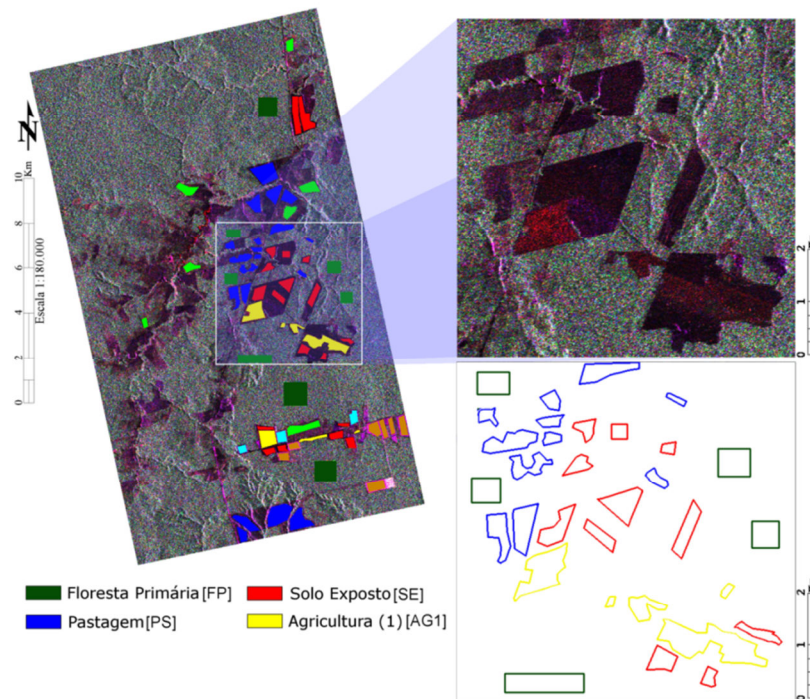 N
Km
10
8
6
4
2
0
Escala 1:180.000
2
1
0
2
1
0
Floresta Primária [FP]
Solo Exposto [SE]
Pastagem [PS]
Agricultura (1) [AG1]